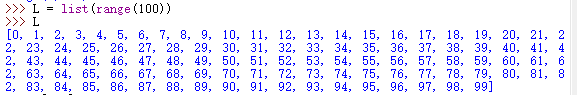 >>> L = list(range(100))
>>> L
[0, 1, 2, 3, 4, 5, 6, 7, 8, 9, 10, 11, 12, 13, 14, 15, 16, 17, 18, 19, 20, 21, 2
2, 23, 24, 25, 26, 27, 28, 29, 30, 31, 32, 33, 34, 35, 36, 37, 38, 39, 40, 41, 4
2, 43, 44, 45, 46, 47, 48, 49, 50, 51, 52, 53, 54, 55, 56, 57, 58, 59, 60, 61, 6
2, 63, 64, 65, 66, 67, 68, 69, 70, 71, 72, 73, 74, 75, 76, 77, 78, 79, 80, 81, 8
2, 83, 84, 85, 86, 87, 88, 89, 90, 91, 92, 93, 94, 95, 96, 97, 98, 99]